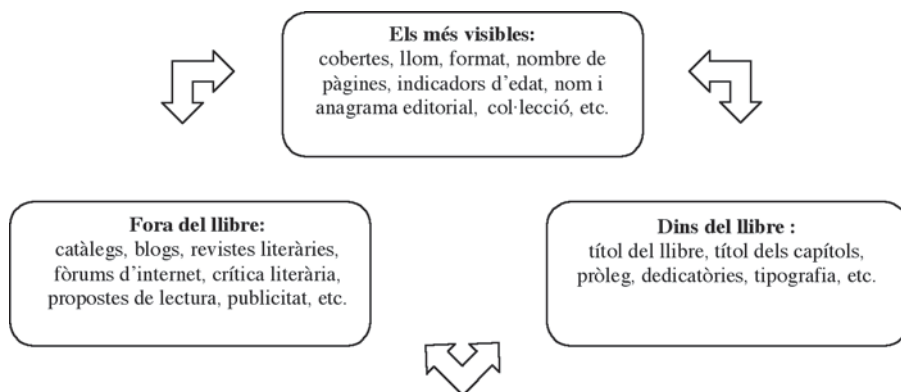 Els més visibles:
cobertes, llom, format, nombre de
pàgines, indicadors d’edat, nom i
anagrama editorial, col·lecció, etc.
Fora del llibre:
catàlegs, blogs, revistes literàries,
fòrums d’internet, crítica literària,
propostes de lectura, publicitat, etc.
Dins del llibre :
títol del llibre, títol dels capítols,
pròleg, dedicatòries, tipografia, etc.